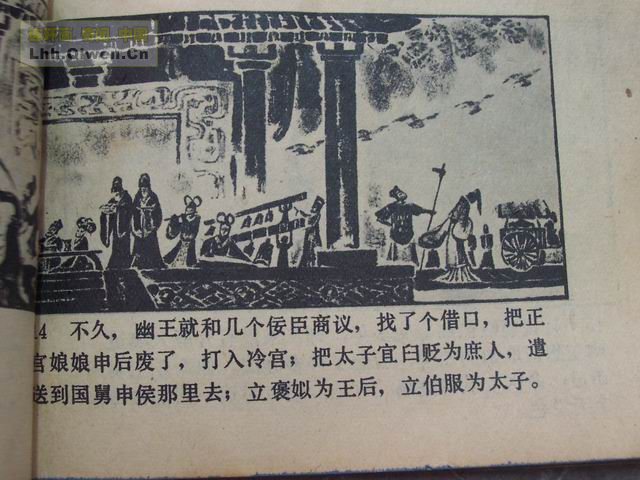 Lhh.Qiwen.Cn
14 不久，幽王就和几个佞臣商议，找了个借口，把正
宫娘娘申后废了，打入冷宫；把太子宜臼贬为庶人，遣
送到国舅申侯那里去；立褒姒为王后，立伯服为太子。